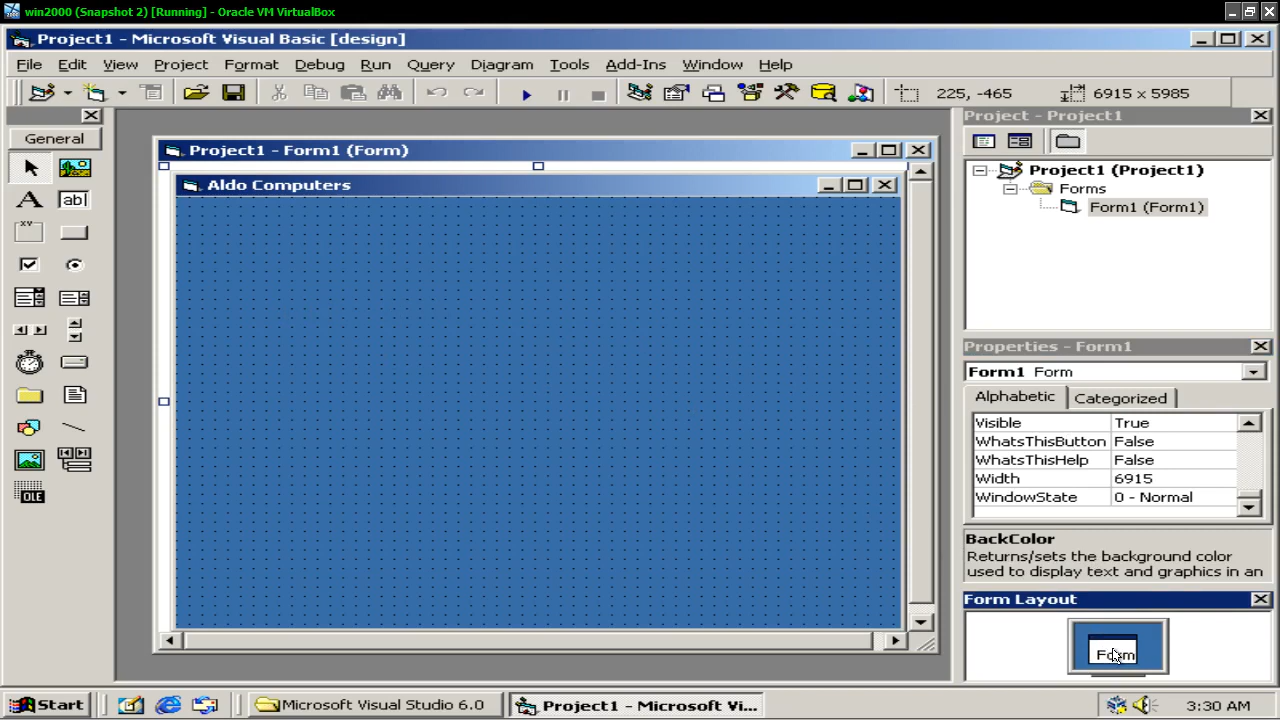 win2000 (Snapshot 2) [Running] - Oracle VM VirtualBox
Project1 - Microsoft Visual Basic [design]
File Edit View Project Format Debug Run Query Diagram Tools Add-Ins Window Help
225, -465 6915 x 5985
General
A ab|
XY
OLE
Project1 - Form1 (Form)
Aldo Computers
Project - Project1
Project1 (Project1)
Forms
Form1 (Form1)
Properties - Form1
Form1 Form
Alphabetic Categorized
Visible True
WhatsThisButton False
WhatsThisHelp False
Width 6915
WindowState 0 - Normal
BackColor
Returns/sets the background color
used to display text and graphics in an
Form Layout
Form
Start Microsoft Visual Studio 6.0 Project1 - Microsoft Vi... 3:30 AM